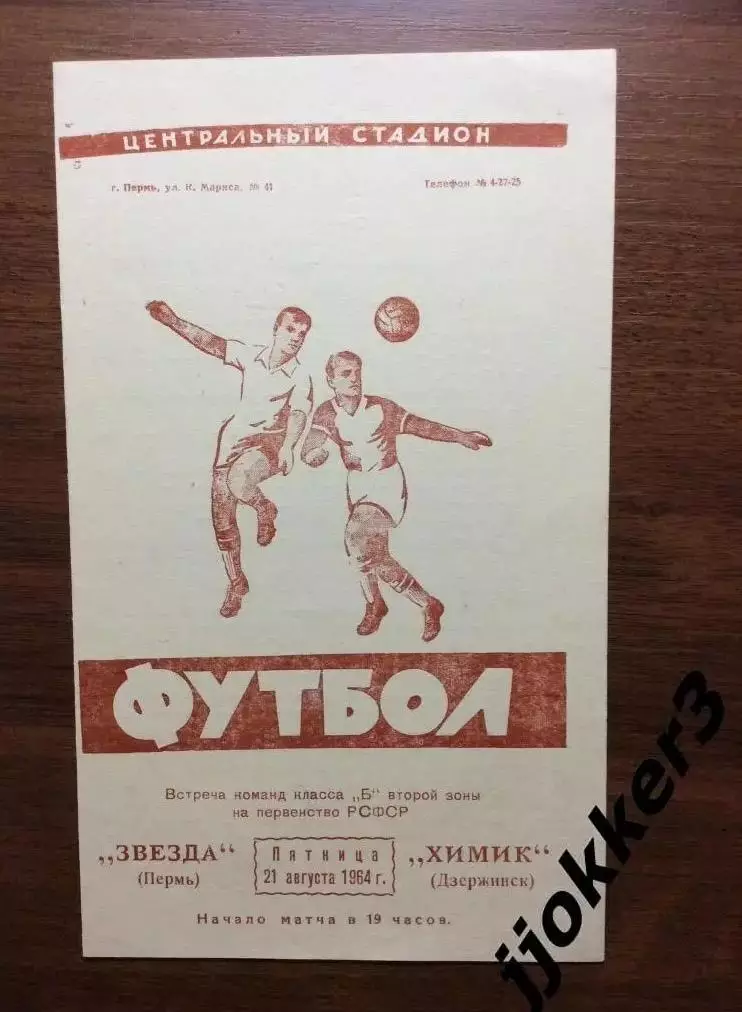 ЦЕНТРАЛЬНЫЙ СТАДИОН
г. Пермь, ул. К. Маркса, № 41 Телефон № 4-27-25
ФУТБОЛ
Встреча команд класса „Б“ второй зоны
на первенство РСФСР
„ЗВЕЗДА“ Пятница „ХИМИК“
(Пермь) 21 августа 1964 г. (Дзержинск)
Начало матча в 19 часов.
jjokker3